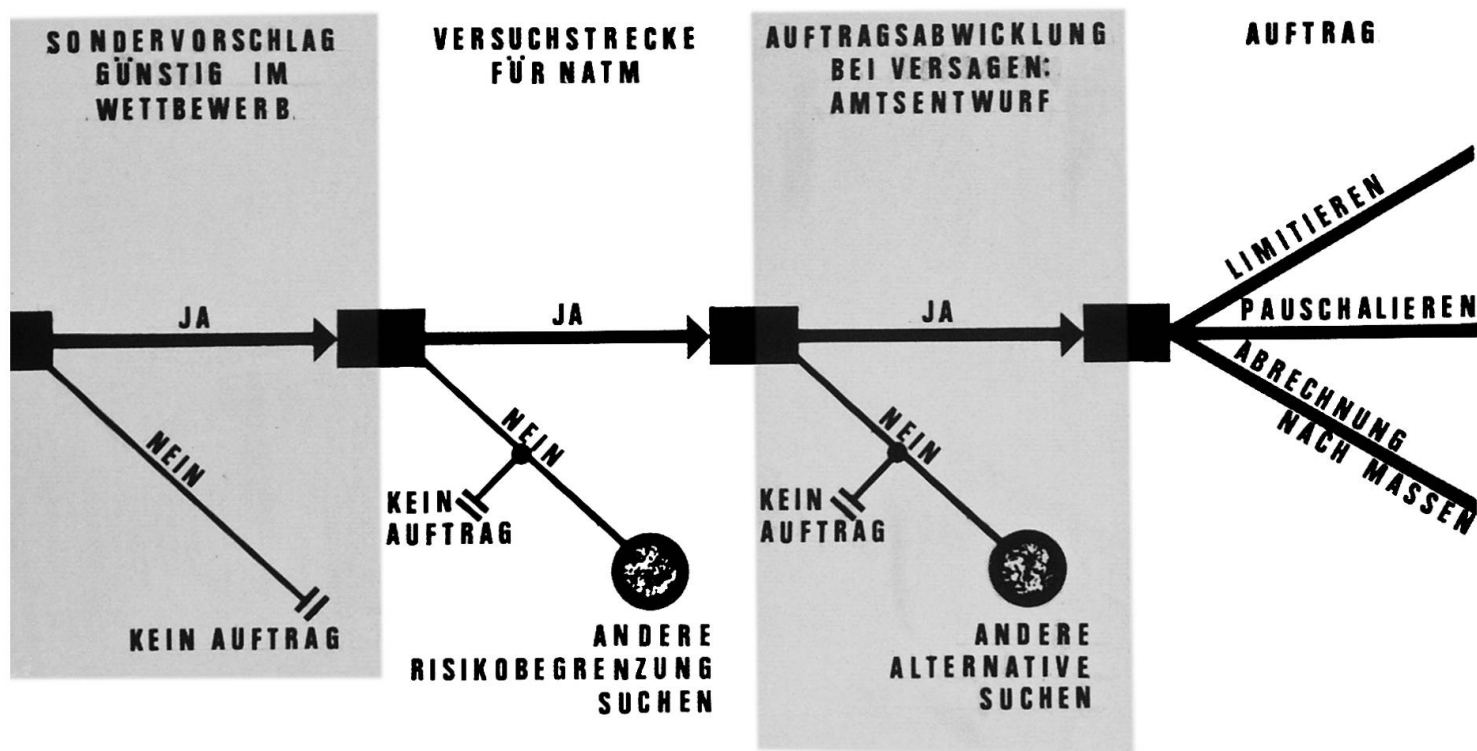 SONDERVORSCHLAG
GÜNSTIG IM
WETTBEWERB
VERSUCHSTRECKE
FÜR NATM
AUFTRAGSABWICKLUNG
BEI VERSAGEN:
AMTSENTWURF
AUFTRAG
JA
NEIN
KEIN AUFTRAG
JA
NEIN
KEIN
AUFTRAG
ANDERE
RISIKOBEGRENZUNG
SUCHEN
JA
NEIN
KEIN
AUFTRAG
ANDERE
ALTERNATIVE
SUCHEN
LIMITIEREN
PAUSCHALIEREN
ABRECHNUNG
NACH MASSEN